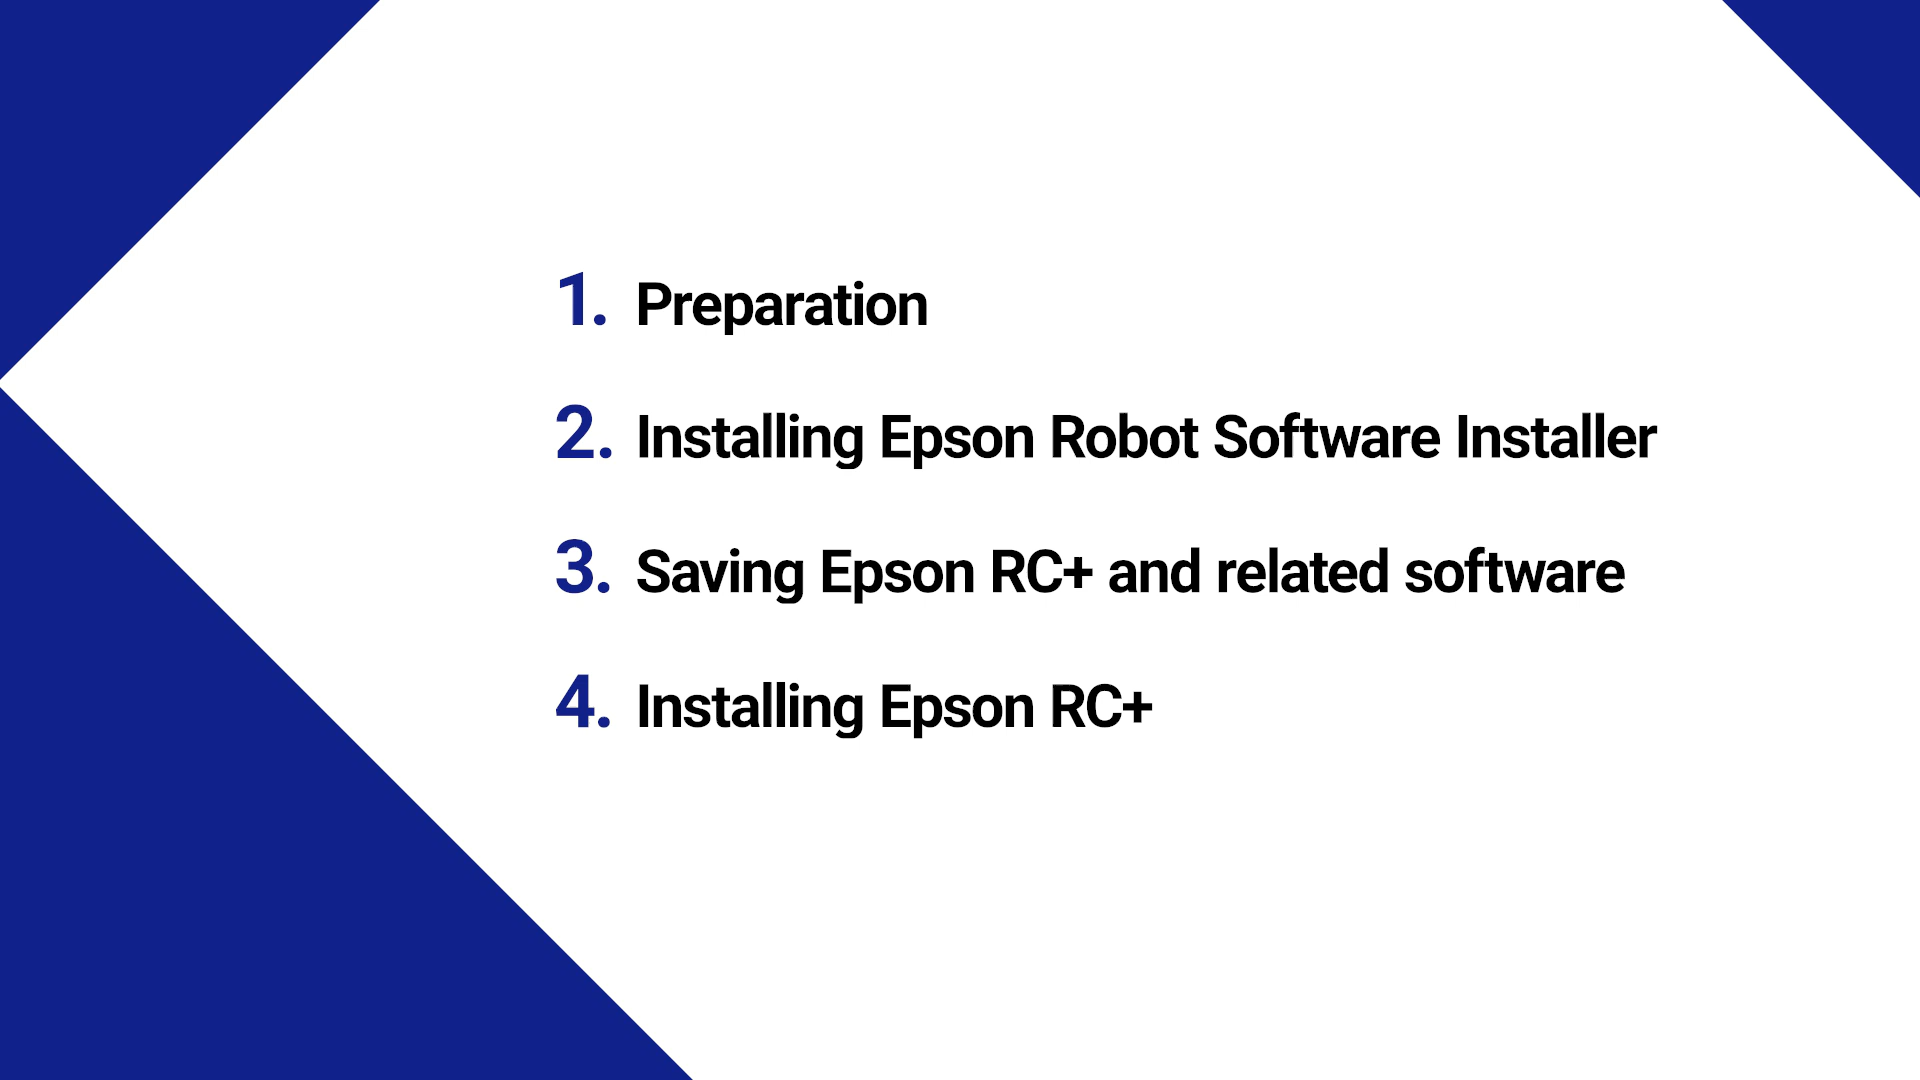 1. Preparation
2. Installing Epson Robot Software Installer
3. Saving Epson RC+ and related software
4. Installing Epson RC+